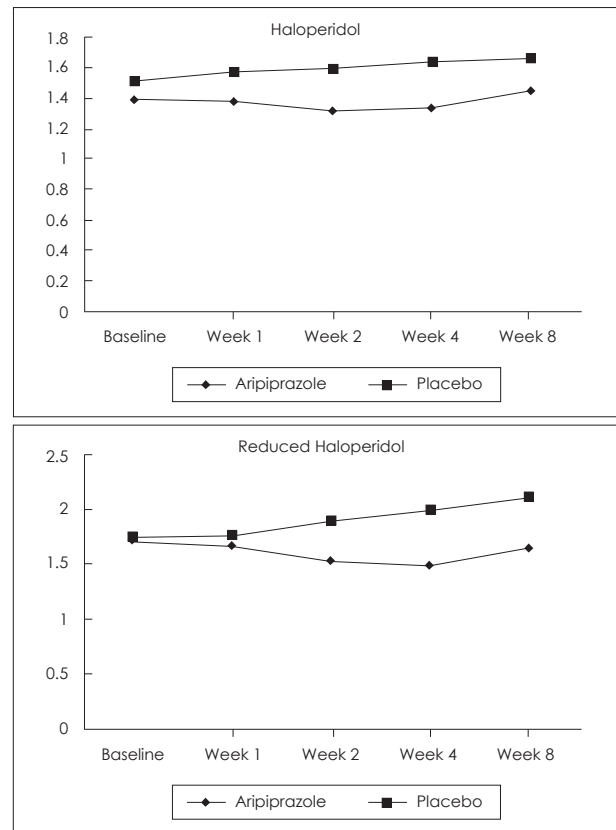 Haloperidol
1.8
1.6
1.4
1.2
1
0.8
0.6
0.4
0.2
0
Baseline Week 1 Week 2 Week 4 Week 8
Aripiprazole Placebo
Reduced Haloperidol
2.5
2
1.5
1
0.5
0
Baseline Week 1 Week 2 Week 4 Week 8
Aripiprazole Placebo